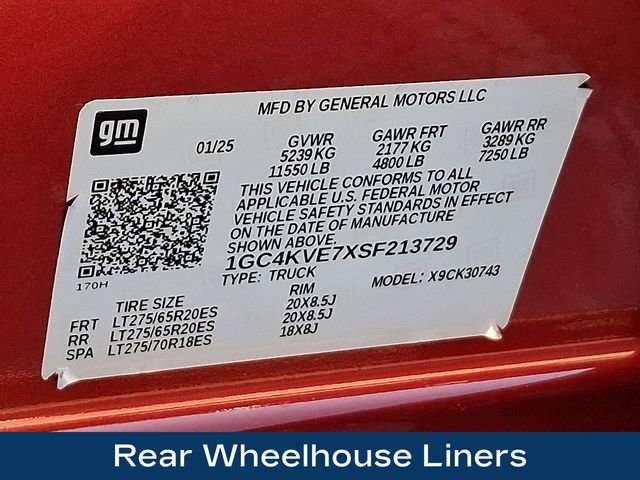 MFD BY GENERAL MOTORS LLC
gm
01/25
GVWR GAWR FRT GAWR RR
5239 KG 2177 KG 3289 KG
11550 LB 4800 LB 7250 LB
THIS VEHICLE CONFORMS TO ALL
APPLICABLE U.S. FEDERAL MOTOR
VEHICLE SAFETY STANDARDS IN EFFECT
ON THE DATE OF MANUFACTURE
SHOWN ABOVE.
170H
1GC4KVE7XSF213729
TYPE: TRUCK MODEL: X9CK30743
TIRE SIZE RIM
FRT LT275/65R20ES 20X8.5J
RR LT275/65R20ES 20X8.5J
SPA LT275/70R18ES 18X8J
Rear Wheelhouse Liners